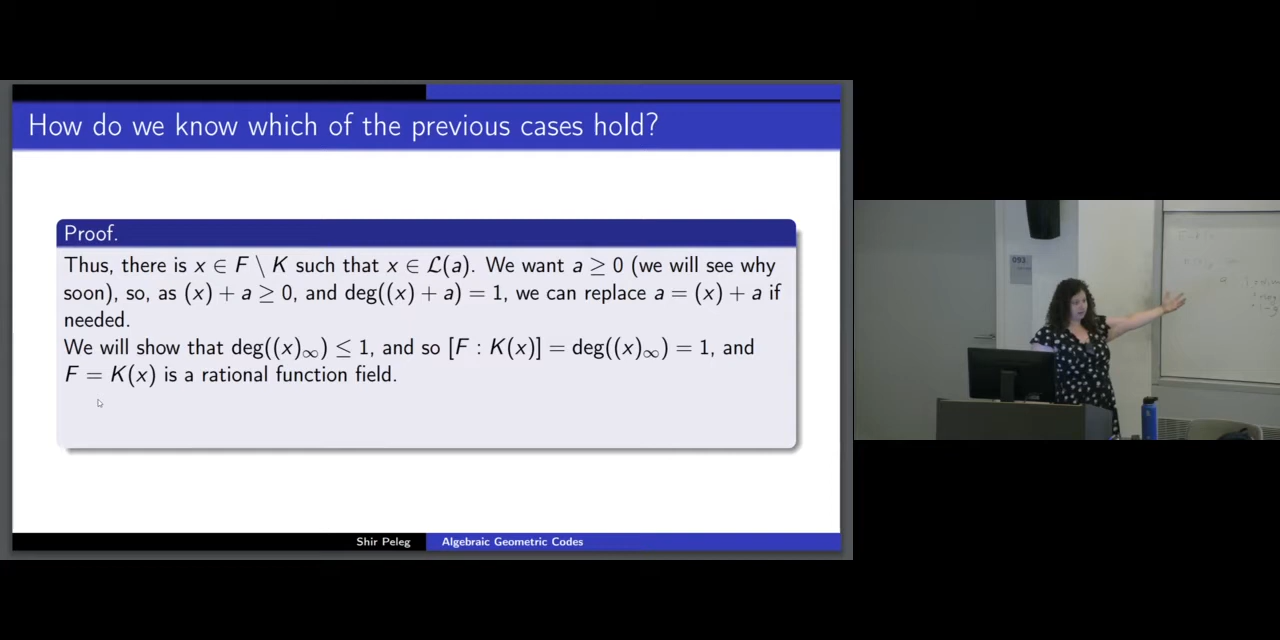 How do we know which of the previous cases hold?
Proof.
Thus, there is x ∈ F \ K such that x ∈ ℒ(a). We want a ≥ 0 (we will see why
soon), so, as (x) + a ≥ 0, and deg((x) + a) = 1, we can replace a = (x) + a if
needed.
We will show that deg((x)∞) ≤ 1, and so [F : K(x)] = deg((x)∞) = 1, and
F = K(x) is a rational function field.
Shir Peleg
Algebraic Geometric Codes
093